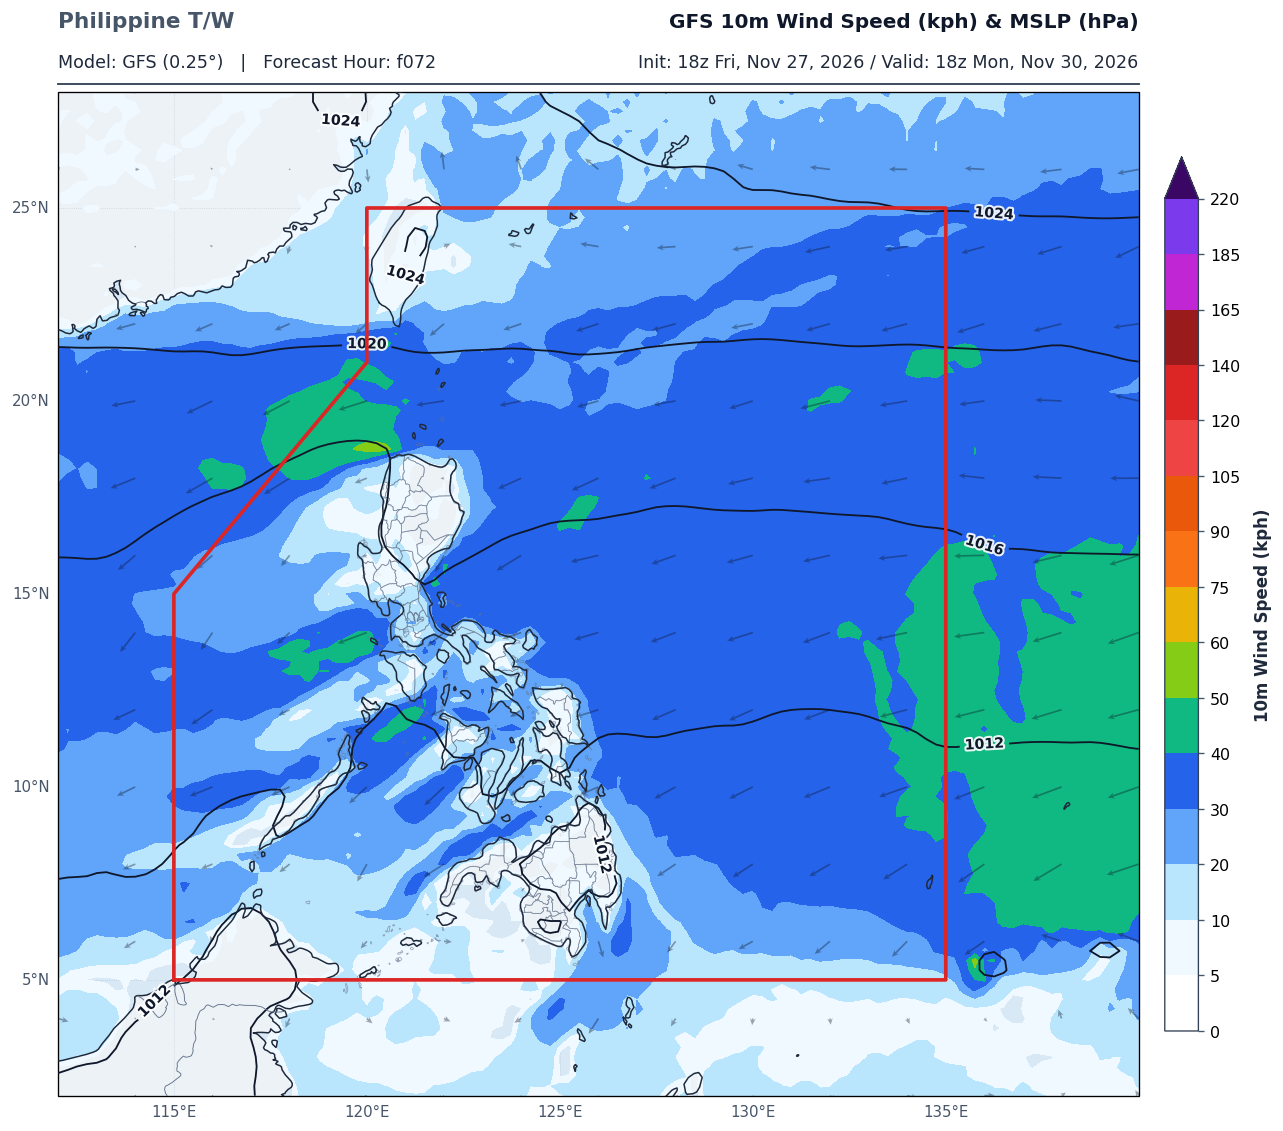 Philippine T/W
GFS 10m Wind Speed (kph) & MSLP (hPa)
Model: GFS (0.25°) | Forecast Hour: f072
Init: 18z Fri, Nov 27, 2026 / Valid: 18z Mon, Nov 30, 2026
1024
1024
1024
1020
1016
1012
1012
1012
25°N
20°N
15°N
10°N
5°N
115°E
120°E
125°E
130°E
135°E
220
185
165
140
120
105
90
75
60
50
40
30
20
10
5
0
10m Wind Speed (kph)